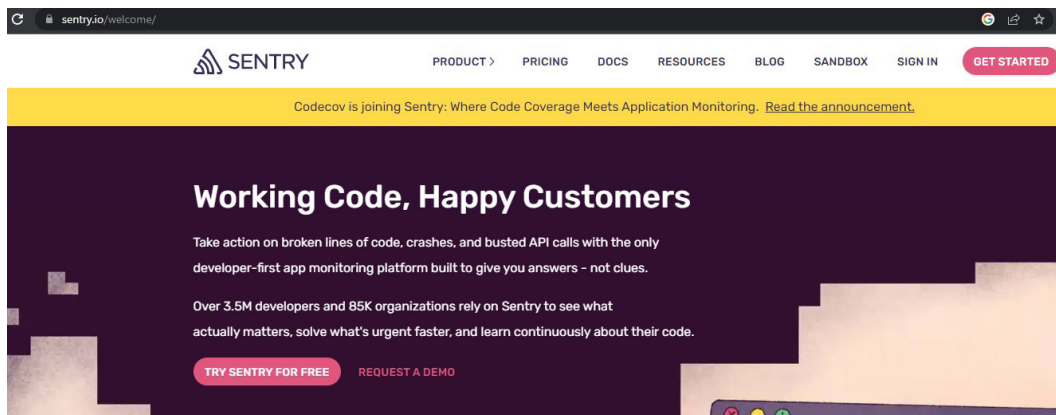 sentry.io/welcome/
SENTRY PRODUCT > PRICING DOCS RESOURCES BLOG SANDBOX SIGN IN GET STARTED
Codecov is joining Sentry: Where Code Coverage Meets Application Monitoring. Read the announcement.
Working Code, Happy Customers
Take action on broken lines of code, crashes, and busted API calls with the only
developer-first app monitoring platform built to give you answers - not clues.
Over 3.5M developers and 85K organizations rely on Sentry to see what
actually matters, solve what's urgent faster, and learn continuously about their code.
TRY SENTRY FOR FREE REQUEST A DEMO